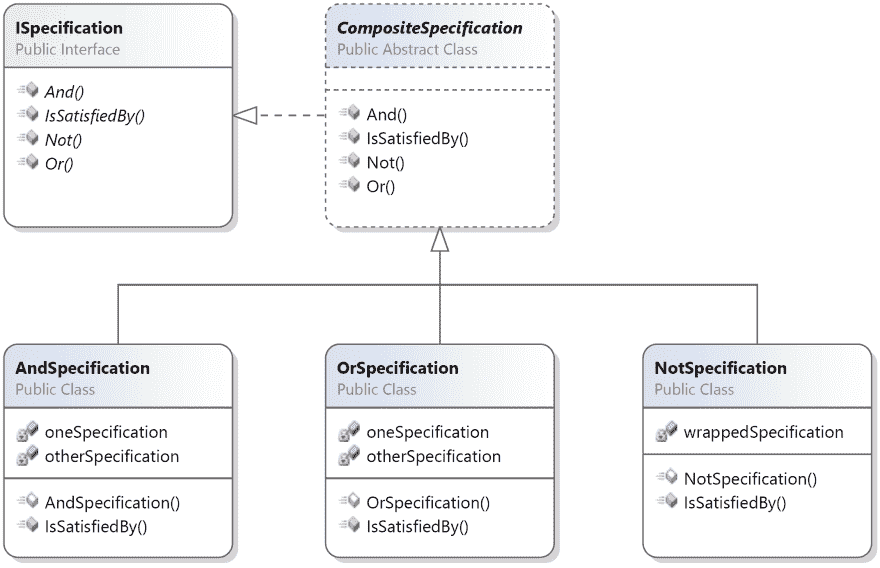 ISpecification
Public Interface
And()
IsSatisfiedBy()
Not()
Or()
CompositeSpecification
Public Abstract Class
And()
IsSatisfiedBy()
Not()
Or()
AndSpecification
Public Class
oneSpecification
otherSpecification
AndSpecification()
IsSatisfiedBy()
OrSpecification
Public Class
oneSpecification
otherSpecification
OrSpecification()
IsSatisfiedBy()
NotSpecification
Public Class
wrappedSpecification
NotSpecification()
IsSatisfiedBy()